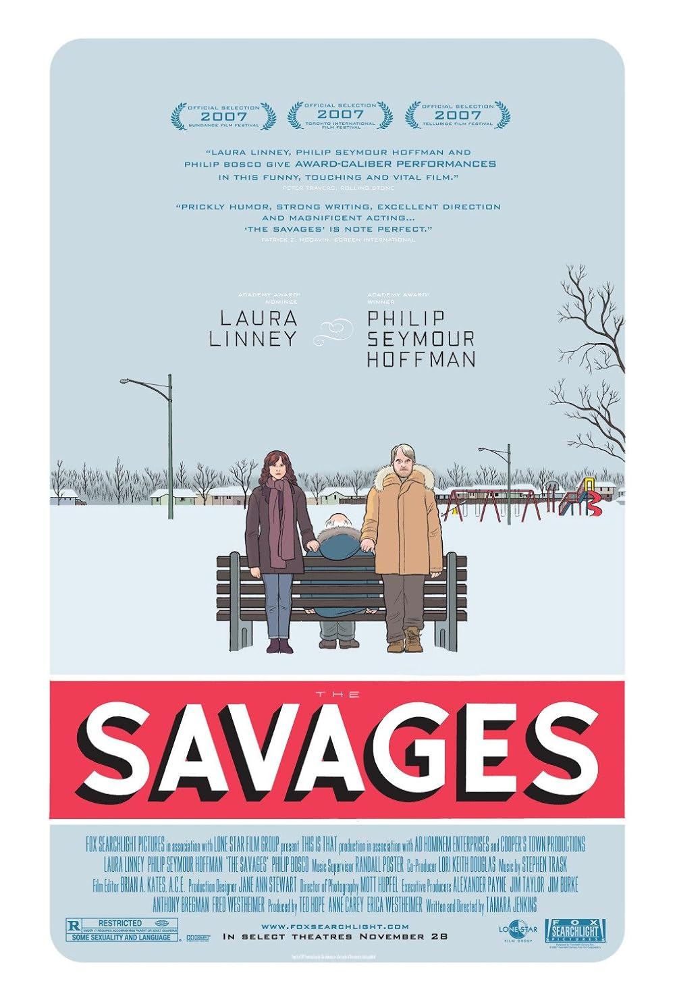 OFFICIAL SELECTION
2007
SUNDANCE FILM FESTIVAL
OFFICIAL SELECTION
2007
TORONTO INTERNATIONAL
FILM FESTIVAL
OFFICIAL SELECTION
2007
TELLURIDE FILM FESTIVAL
“LAURA LINNEY, PHILIP SEYMOUR HOFFMAN AND
PHILIP BOSCO GIVE AWARD-CALIBER PERFORMANCES
IN THIS FUNNY, TOUCHING AND VITAL FILM.”
PETER TRAVERS, ROLLING STONE
“PRICKLY HUMOR, STRONG WRITING, EXCELLENT DIRECTION
AND MAGNIFICENT ACTING...
‘THE SAVAGES’ IS NOTE PERFECT.”
PATRICK Z. MCGAVIN, SCREEN INTERNATIONAL
ACADEMY AWARD®
NOMINEE
LAURA
LINNEY
ACADEMY AWARD®
WINNER
PHILIP
SEYMOUR
HOFFMAN
THE
SAVAGES
FOX SEARCHLIGHT PICTURES in association with LONE STAR FILM GROUP present THIS IS THAT production in association with AD HOMINEM ENTERPRISES and COOPER'S TOWN PRODUCTIONS
LAURA LINNEY PHILIP SEYMOUR HOFFMAN "THE SAVAGES" PHILIP BOSCO Music Supervisor RANDALL POSTER Co-Producer LORI KEITH DOUGLAS Music by STEPHEN TRASK
Film Editor BRIAN A. KATES, A.C.E. Production Designer JANE ANN STEWART Director of Photography MOTT HUPFEL Executive Producers ALEXANDER PAYNE JIM TAYLOR JIM BURKE
ANTHONY BREGMAN FRED WESTHEIMER Produced by TED HOPE ANNE CAREY ERICA WESTHEIMER Written and Directed by TAMARA JENKINS
R RESTRICTED
UNDER 17 REQUIRES ACCOMPANYING PARENT OR ADULT GUARDIAN
SOME SEXUALITY AND LANGUAGE
DOLBY
WWW.FOXSEARCHLIGHT.COM
IN SELECT THEATRES NOVEMBER 28
LONE STAR
FILM GROUP
FOX
SEARCHLIGHT
PICTURES